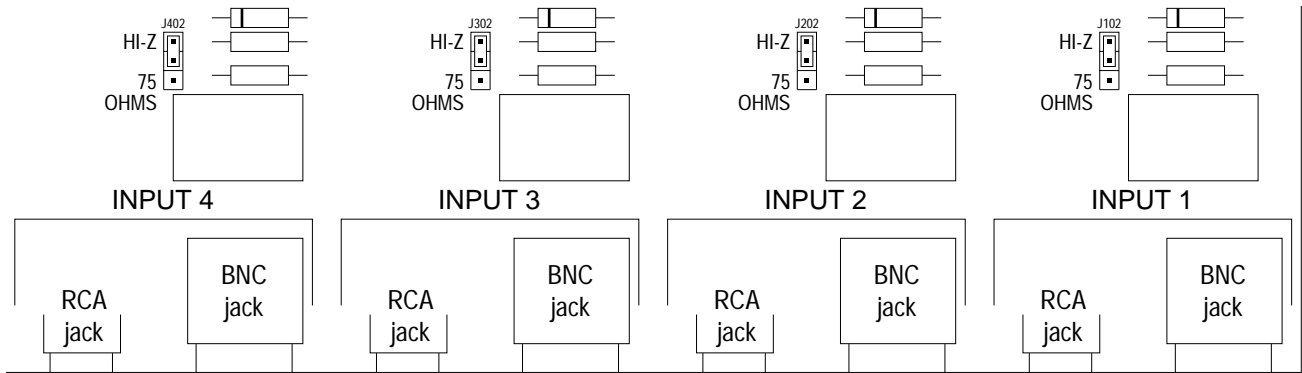 J402
HI-Z
75
OHMS
J302
HI-Z
75
OHMS
J202
HI-Z
75
OHMS
J102
HI-Z
75
OHMS
INPUT 4
INPUT 3
INPUT 2
INPUT 1
RCA
jack
BNC
jack
RCA
jack
BNC
jack
RCA
jack
BNC
jack
RCA
jack
BNC
jack